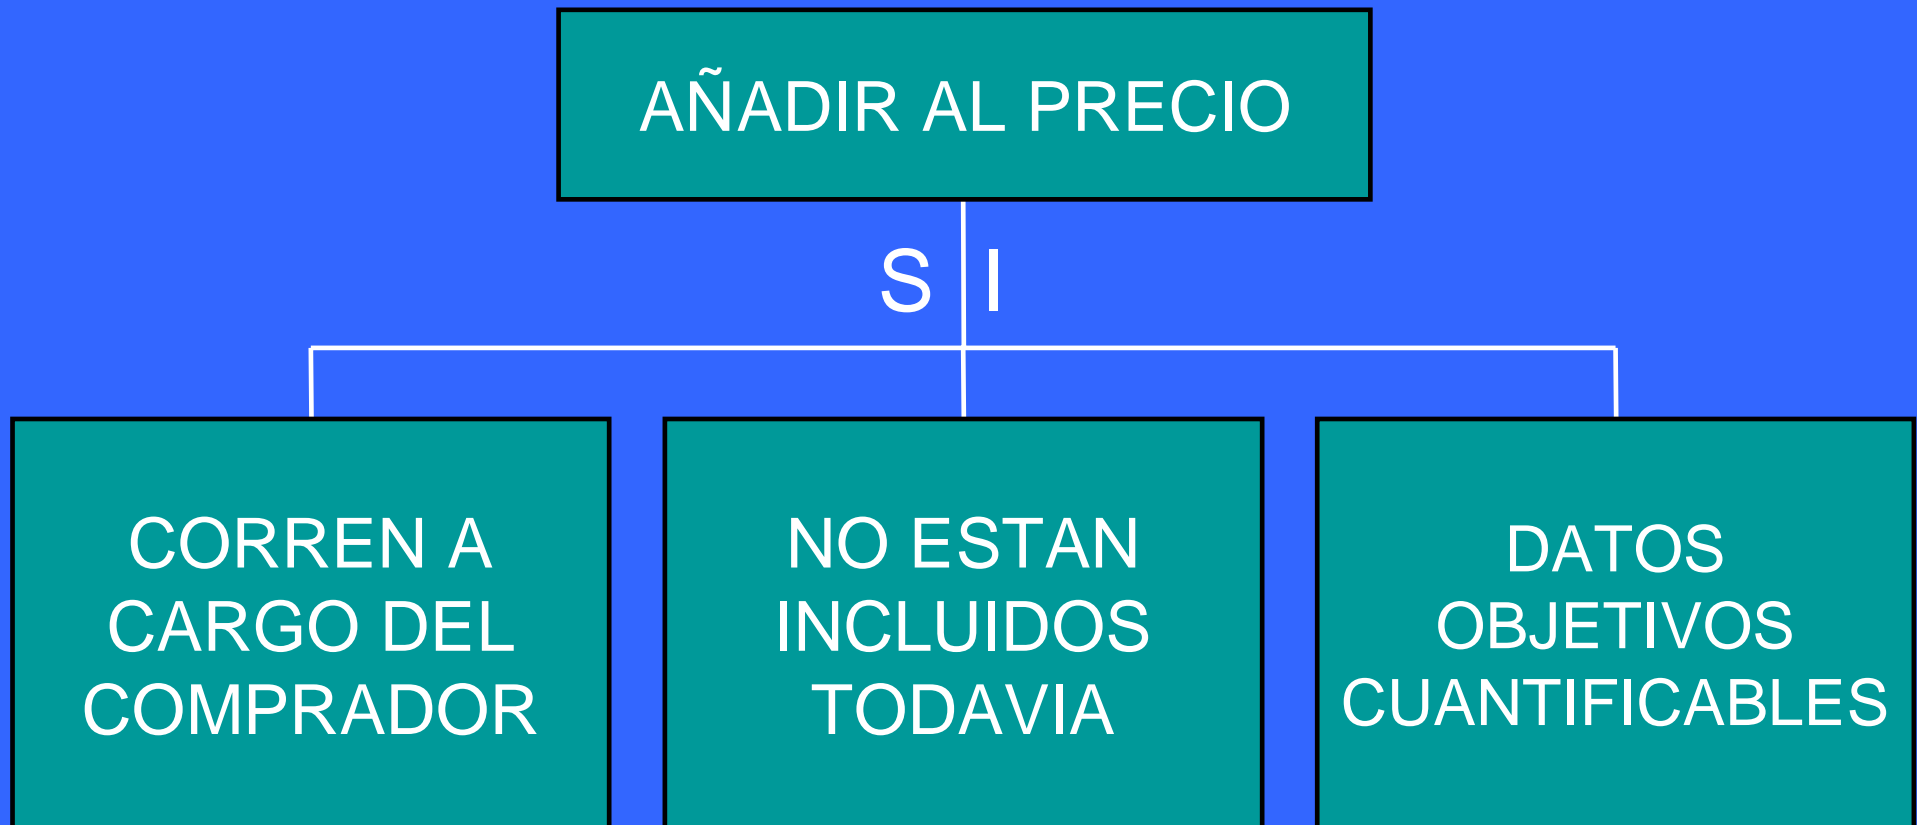 AÑADIR AL PRECIO
S I
CORREN A
CARGO DEL
COMPRADOR
NO ESTAN
INCLUIDOS
TODAVIA
DATOS
OBJETIVOS
CUANTIFICABLES